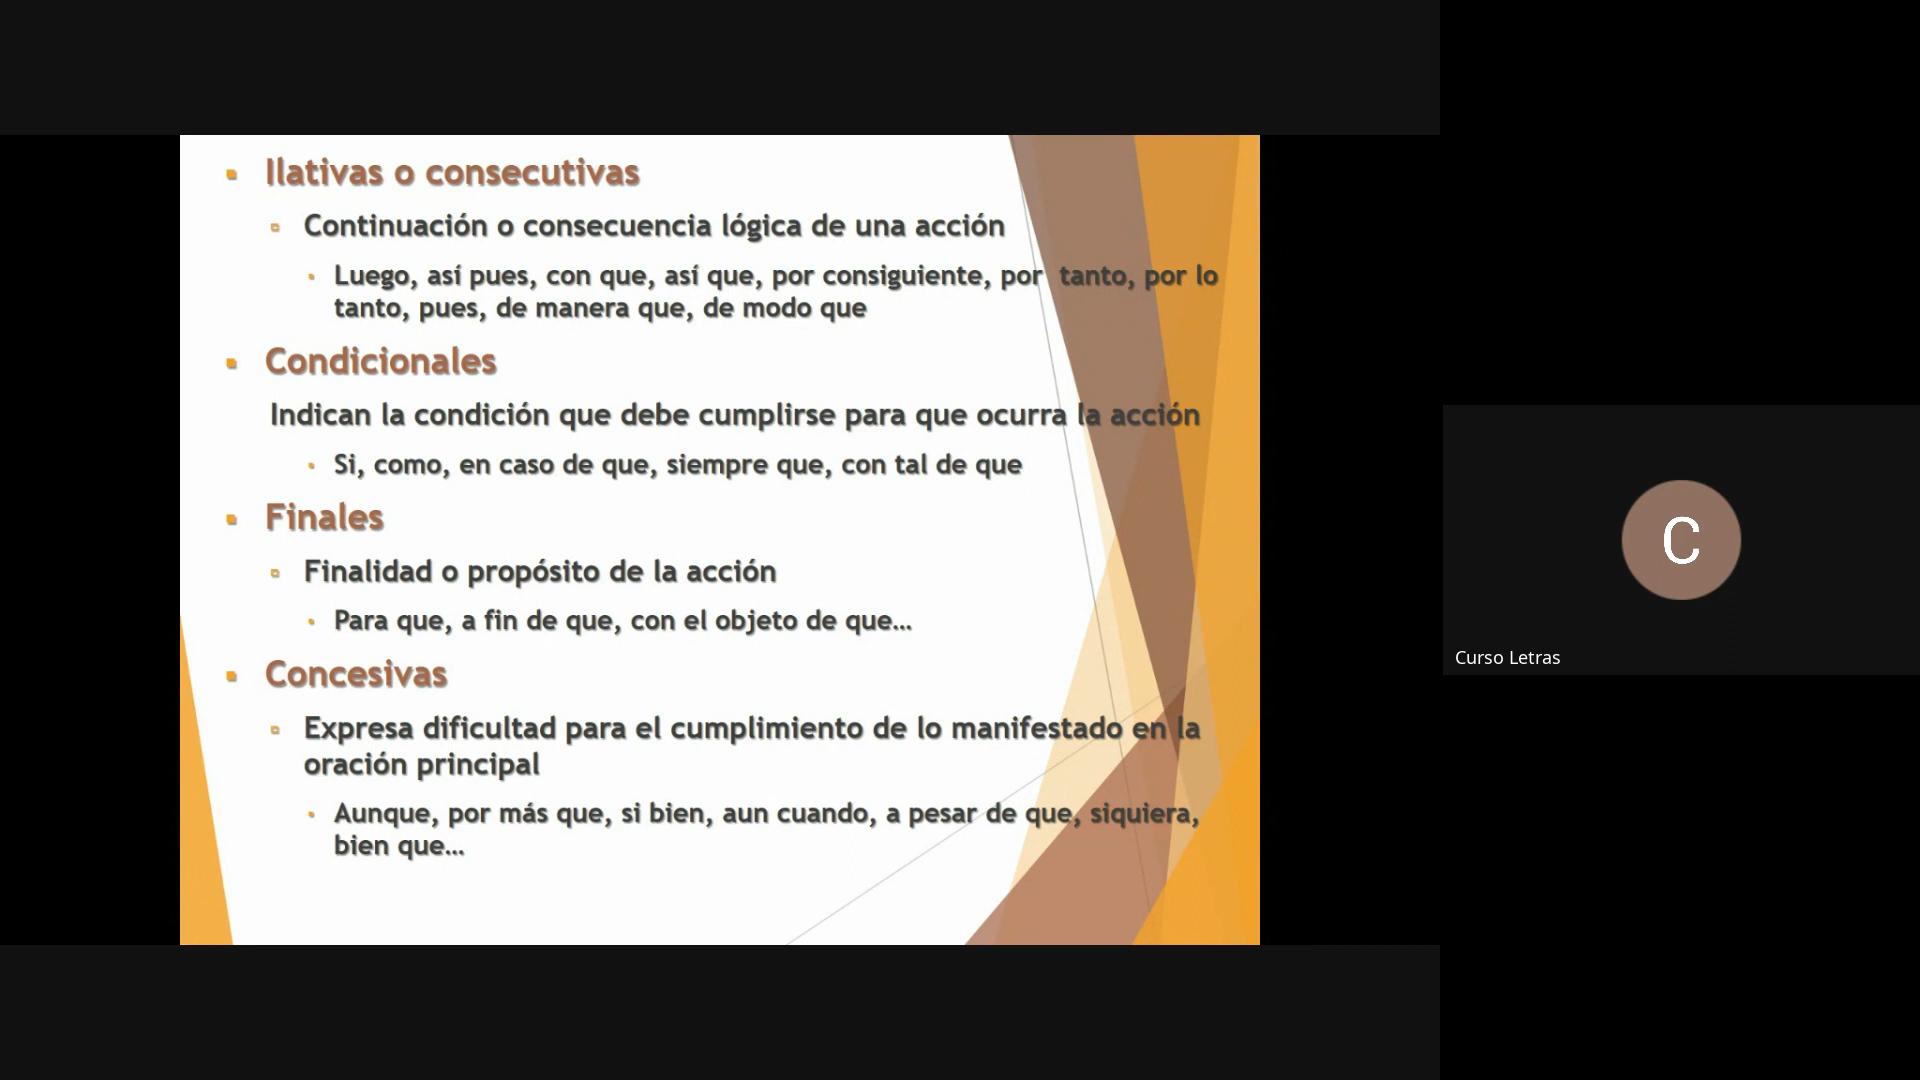 Ilativas o consecutivas
Continuación o consecuencia lógica de una acción
Luego, así pues, con que, así que, por consiguiente, por  tanto, por lo
tanto, pues, de manera que, de modo que
Condicionales
Indican la condición que debe cumplirse para que ocurra la acción
Si, como, en caso de que, siempre que, con tal de que
Finales
Finalidad o propósito de la acción
Para que, a fin de que, con el objeto de que…
Concesivas
Expresa dificultad para el cumplimiento de lo manifestado en la
oración principal
Aunque, por más que, si bien, aun cuando, a pesar de que, siquiera,
bien que…
C
Curso Letras